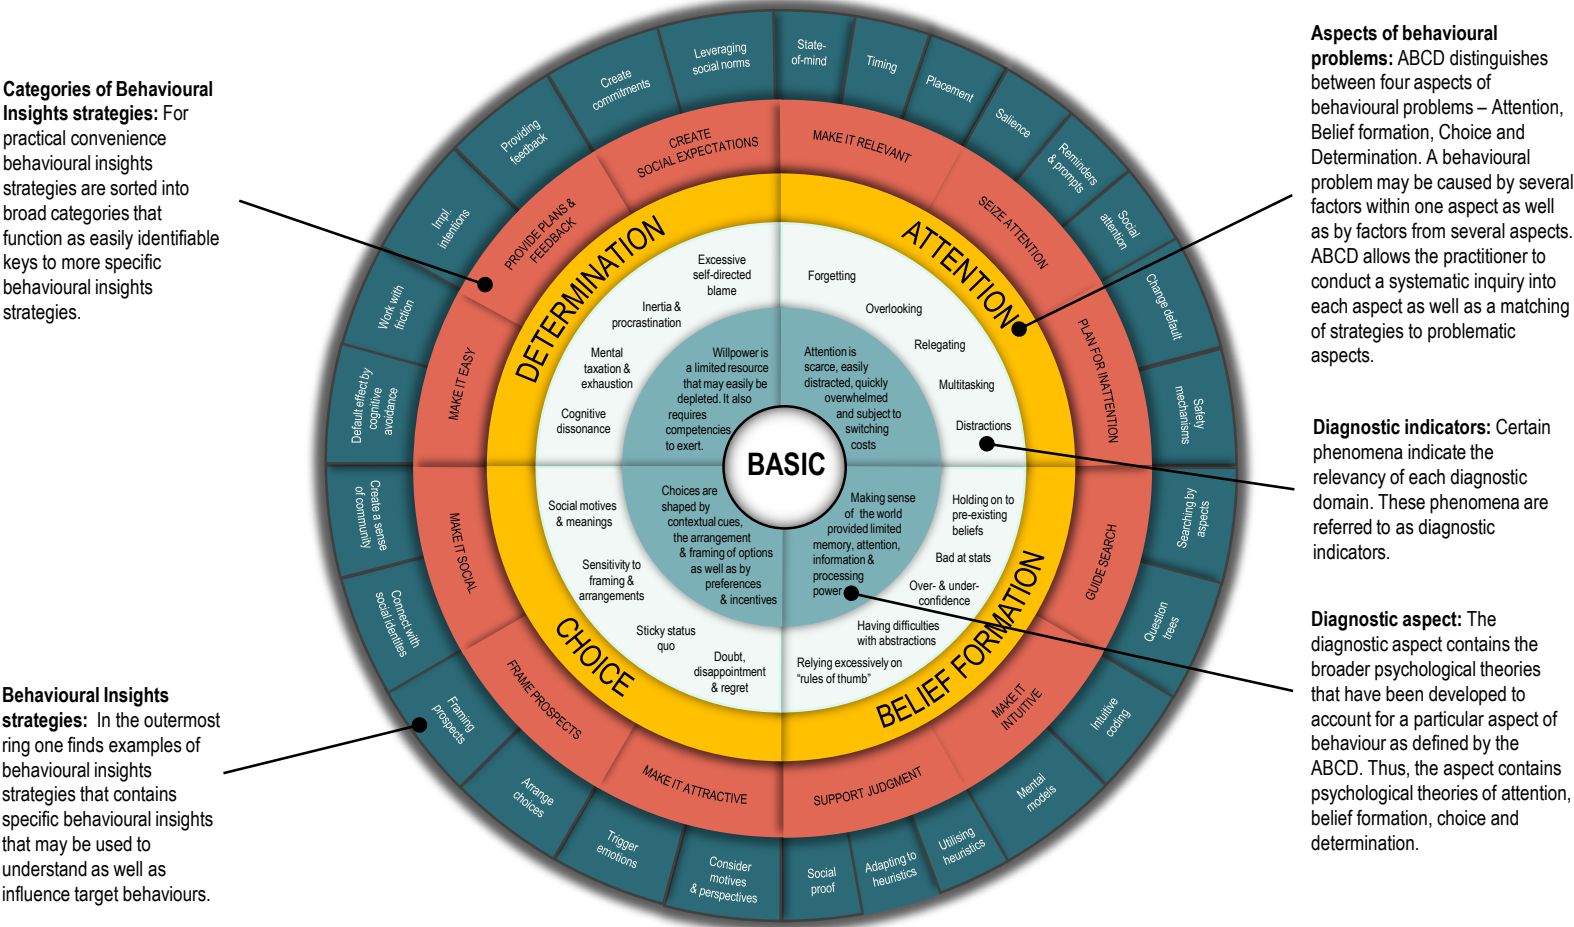 Categories of Behavioural
Insights strategies: For
practical convenience
behavioural insights
strategies are sorted into
broad categories that
function as easily identifiable
keys to more specific
behavioural insights
strategies.
Behavioural Insights
strategies: In the outermost
ring one finds examples of
behavioural insights
strategies that contains
specific behavioural insights
that may be used to
understand as well as
influence target behaviours.
BASIC
Attention is
scarce, easily
distracted, quickly
overwhelmed
and subject to
switching
costs
Making sense
of the world
provided limited
memory, attention,
information &
processing
power
Choices are
shaped by
contextual cues,
the arrangement
& framing of options
as well as by
preferences
& incentives
Willpower is
a limited resource
that may easily be
depleted. It also
requires
competencies
to exert.
Forgetting
Overlooking
Relegating
Multitasking
Distractions
Holding on to
pre-existing
beliefs
Bad at stats
Over- & under-
confidence
Having difficulties
with abstractions
Relying excessively on
“rules of thumb”
Doubt,
disappointment
& regret
Sticky status
quo
Sensitivity to
framing &
arrangements
Social motives
& meanings
Cognitive
dissonance
Mental
taxation &
exhaustion
Inertia &
procrastination
Excessive
self-directed
blame
ATTENTION
BELIEF FORMATION
CHOICE
DETERMINATION
MAKE IT RELEVANT
SEIZE ATTENTION
PLAN FOR INATTENTION
GUIDE SEARCH
MAKE IT
INTUITIVE
SUPPORT JUDGMENT
MAKE IT ATTRACTIVE
FRAME PROSPECTS
MAKE IT SOCIAL
MAKE IT EASY
PROVIDE PLANS &
FEEDBACK
CREATE
SOCIAL EXPECTATIONS
State-
of-mind
Timing
Placement
Salience
Reminders
& prompts
Social
attention
Change default
Safety
mechanisms
Searching by
aspects
Question
trees
Intuitive
coding
Mental
models
Utilising
heuristics
Adapting to
heuristics
Social
proof
Consider
motives
& perspectives
Trigger
emotions
Arrange
choices
Framing
prospects
Connect with
social identites
Create a sense
of community
Default effect by
cognitive
avoidance
Work with
friction
Impl.
intentions
Providing
feedback
Create
commitments
Leveraging
social norms
Aspects of behavioural
problems: ABCD distinguishes
between four aspects of
behavioural problems – Attention,
Belief formation, Choice and
Determination. A behavioural
problem may be caused by several
factors within one aspect as well
as by factors from several aspects.
ABCD allows the practitioner to
conduct a systematic inquiry into
each aspect as well as a matching
of strategies to problematic
aspects.
Diagnostic indicators: Certain
phenomena indicate the
relevancy of each diagnostic
domain. These phenomena are
referred to as diagnostic
indicators.
Diagnostic aspect: The
diagnostic aspect contains the
broader psychological theories
that have been developed to
account for a particular aspect of
behaviour as defined by the
ABCD. Thus, the aspect contains
psychological theories of attention,
belief formation, choice and
determination.